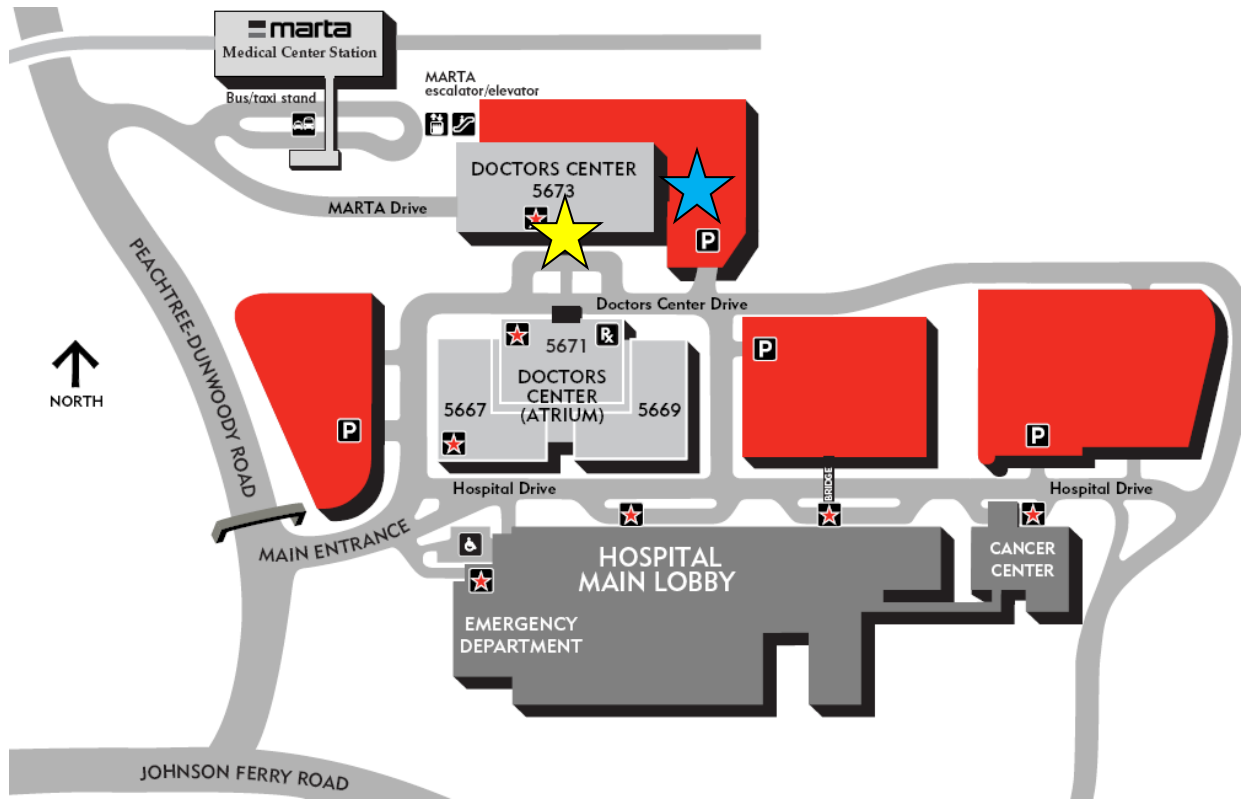 marta
Medical Center Station
Bus/taxi stand
MARTA
escalator/elevator
DOCTORS CENTER
5673
MARTA Drive
P
PEACHTREE-DUNWOODY ROAD
Doctors Center Drive
NORTH
5671
Rx
DOCTORS
CENTER
(ATRIUM)
5667
5669
P
P
P
Hospital Drive
BRIDGE
Hospital Drive
MAIN ENTRANCE
HOSPITAL
MAIN LOBBY
CANCER
CENTER
EMERGENCY
DEPARTMENT
JOHNSON FERRY ROAD